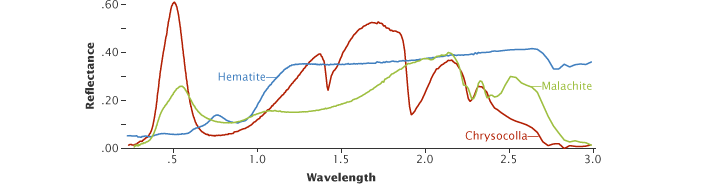 .60
.40
.20
.00
Reflectance
Hematite
Malachite
Chrysocolla
.5
1.0
1.5
2.0
2.5
3.0
Wavelength